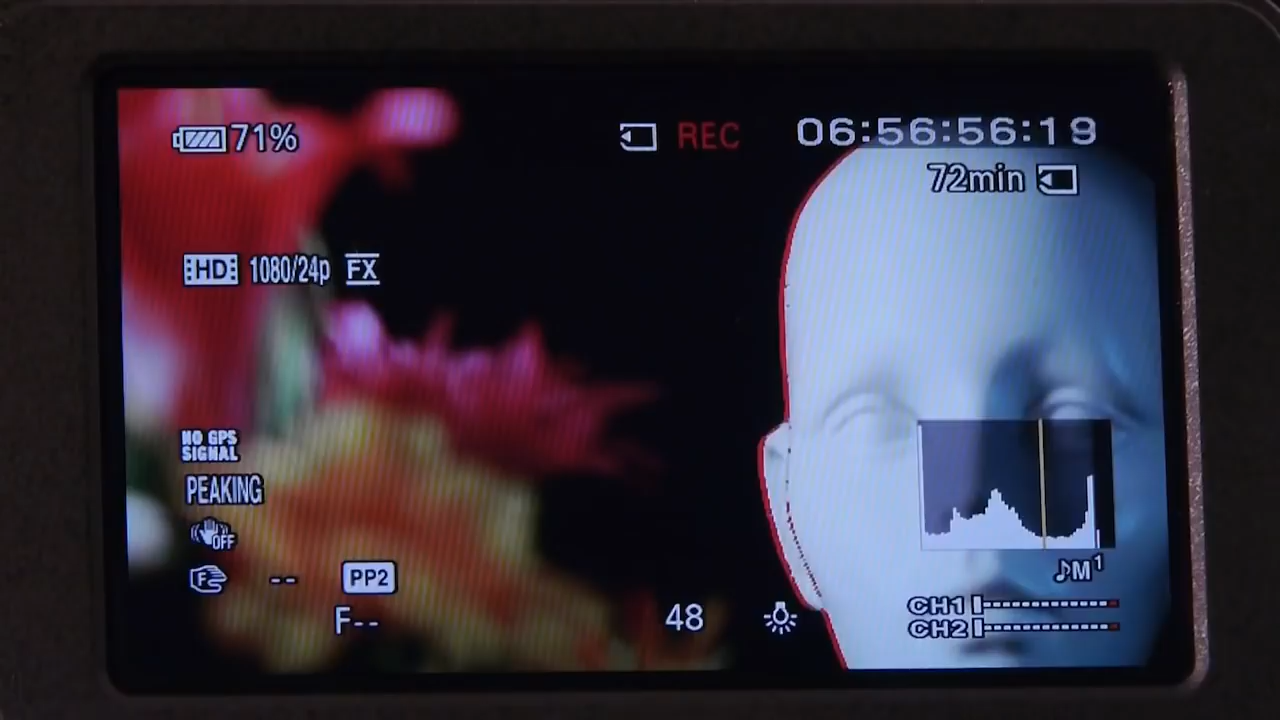 71% REC 06:56:56:19
72min
HD 1080/24p FX
NO GPS
SIGNAL
PEAKING
OFF
F -- PP2
♪M1
F-- 48
CH1
CH2